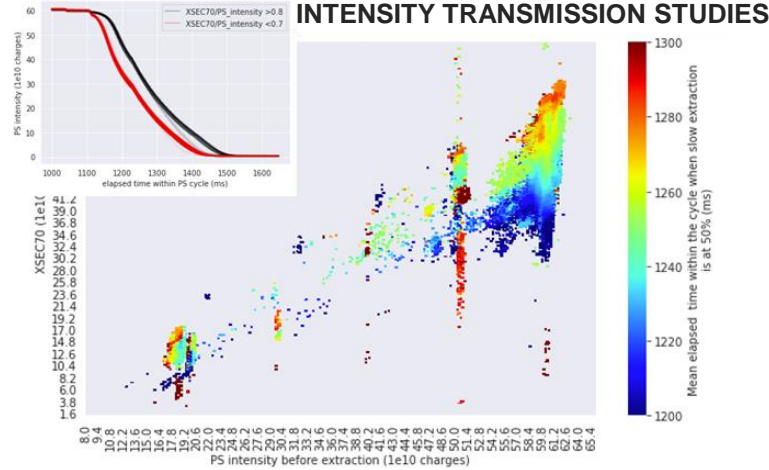 INTENSITY TRANSMISSION STUDIES
XSEC70/PS_intensity >0.8
XSEC70/PS_intensity <0.7
PS intensity (1e10 charges)
60
50
40
30
20
10
0
1000 1100 1200 1300 1400 1500 1600
elapsed time within PS cycle (ms)
XSEC70 (1e1(
41.2
39.0
36.8
34.6
32.4
30.2
28.0
25.8
23.6
21.4
19.2
17.0
14.8
12.6
10.4
8.2
6.0
3.8
1.6
8.0 9.4 10.8 12.2 13.6 15.0 16.4 17.8 19.2 20.6 22.0 23.4 24.8 26.2 27.6 29.0 30.4 31.8 33.2 34.6 36.0 37.4 38.8 40.2 41.6 43.0 44.4 45.8 47.2 48.6 50.0 51.4 52.8 54.2 55.6 57.0 58.4 59.8 61.2 62.6 64.0 65.4
PS intensity before extraction (1e10 charges)
1300
1280
1260
1240
1220
1200
Mean elapsed time within the cycle when slow extraction
is at 50% (ms)